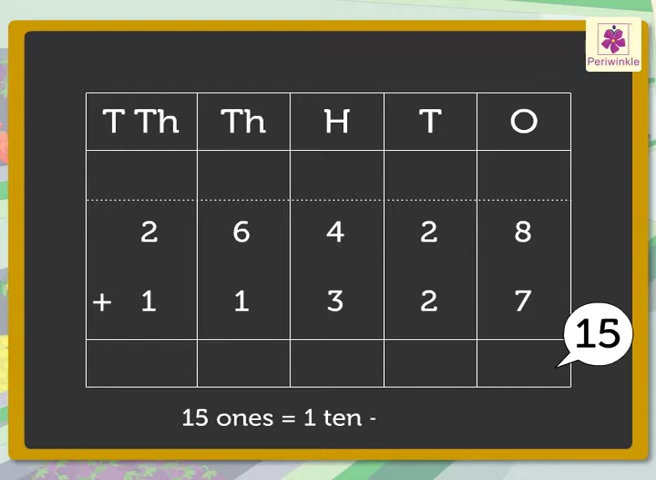 Periwinkle
T Th Th H T O
2 6 4 2 8
+ 1 1 3 2 7
15
15 ones = 1 ten -